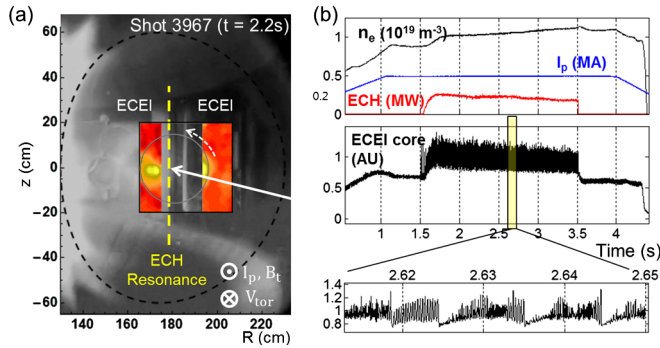 (a)
Shot 3967 (t = 2.2s)
60
40
20
0
−20
−40
−60
z (cm)
ECEI ECEI
ECH
Resonance
I_p, B_t
V_tor
140 160 180 200 220
R (cm)
(b)
n_e (10^19 m^-3)
I_p (MA)
ECH (MW)
1.0
0.5
0.2
0
ECEI core
(AU)
1
0
1 1.5 2 2.5 3 3.5 4
Time (s)
2.62 2.63 2.64 2.65
1.4
1.2
1.0
0.8